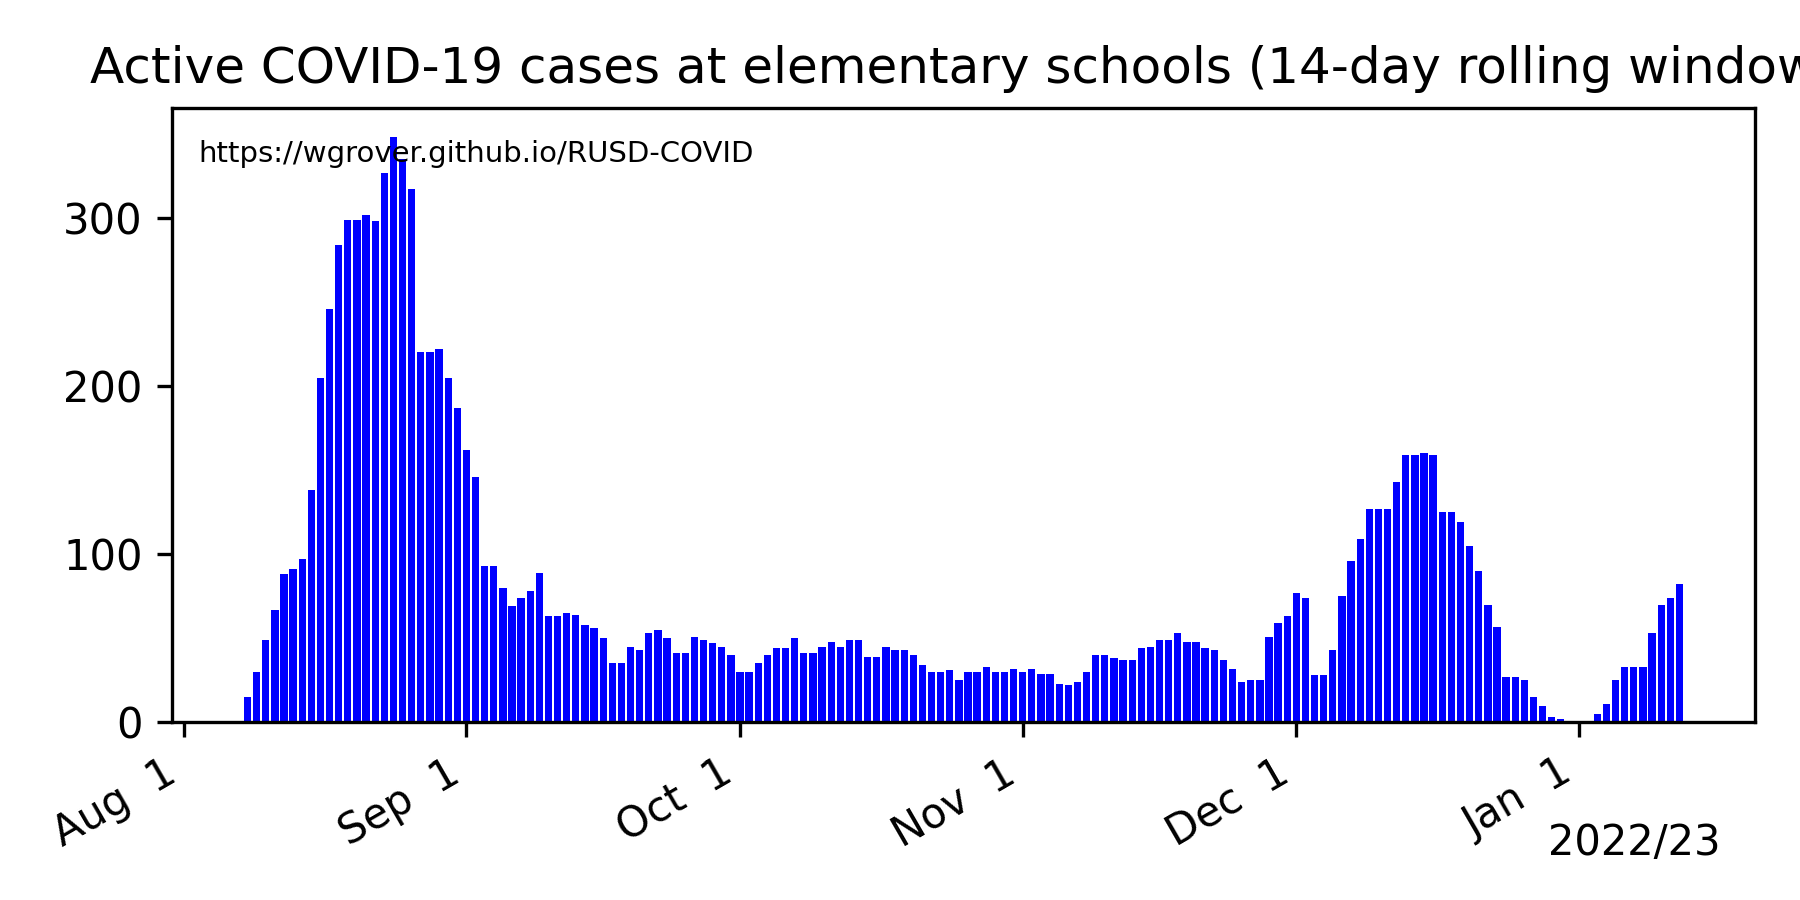 Active COVID-19 cases at elementary schools (14-day rolling window
https://wgrover.github.io/RUSD-COVID
300
200
100
0
Aug 1
Sep 1
Oct 1
Nov 1
Dec 1
Jan 1
2022/23